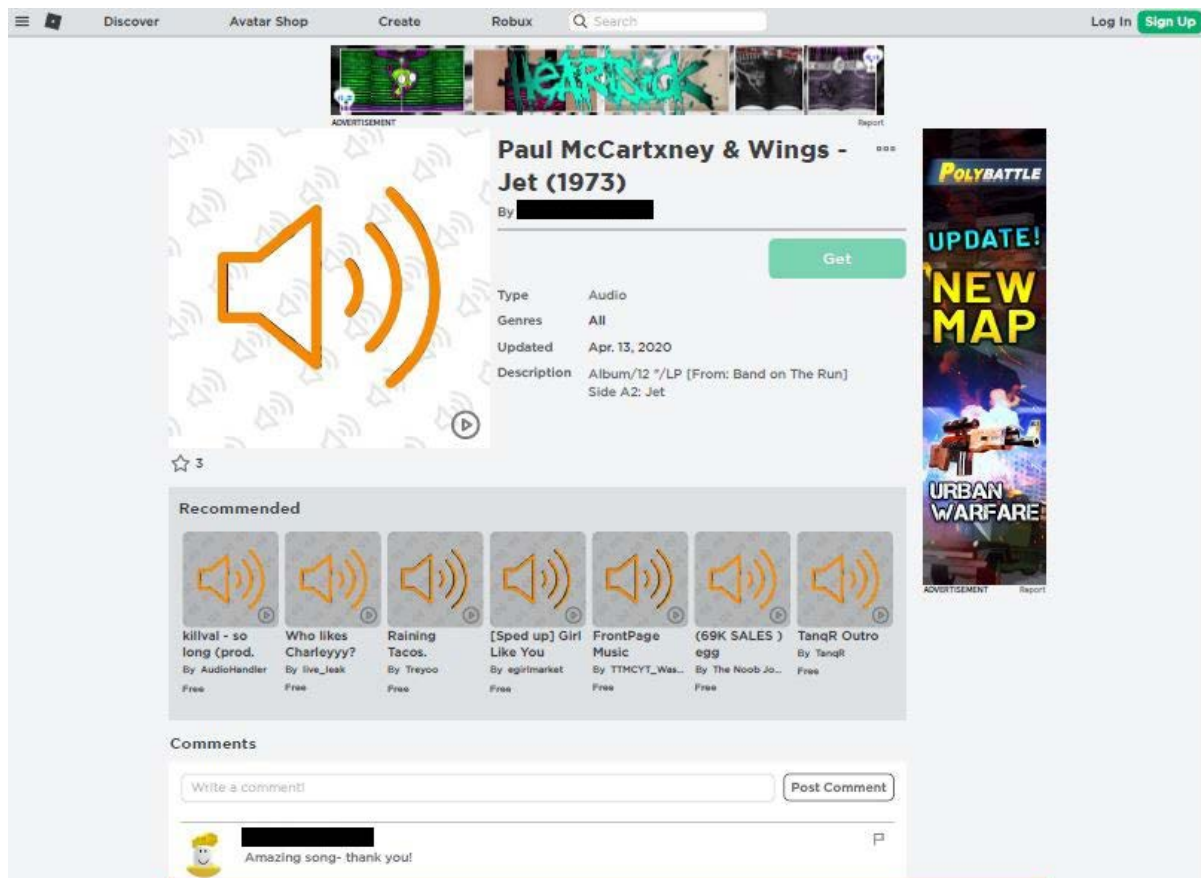 Discover Avatar Shop Create Robux Search Log In Sign Up
HEARTSICK
ADVERTISEMENT Report
Paul McCartxney & Wings -
Jet (1973)
By
Get
Type Audio
Genres All
Updated Apr. 13, 2020
Description Album/12 "/LP [From: Band on The Run]
Side A2: Jet
3
POLYBATTLE
UPDATE!
NEW
MAP
URBAN
WARFARE
ADVERTISEMENT Report
Recommended
killval - so
long (prod.
By AudioHandler
Free
Who likes
Charleyyy?
By live_leak
Free
Raining
Tacos.
By Treyoo
Free
[Sped up] Girl
Like You
By egirlmarket
Free
FrontPage
Music
By TTMCYT_Was...
Free
(69K SALES )
egg
By The Noob Jo...
Free
TanqR Outro
By TanqR
Free
Comments
Write a comment!
Post Comment
Amazing song- thank you!